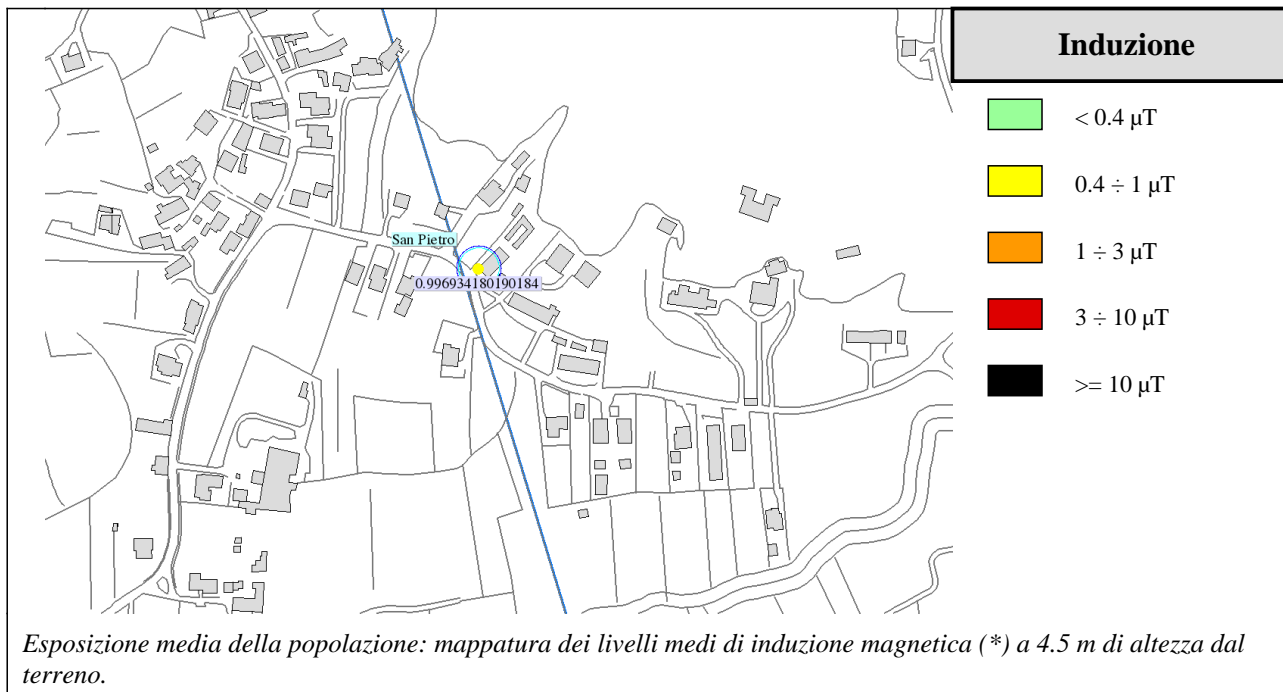 Induzione
< 0.4 µT
0.4 ÷ 1 µT
1 ÷ 3 µT
3 ÷ 10 µT
>= 10 µT
San Pietro
0.996934180190184
Esposizione media della popolazione: mappatura dei livelli medi di induzione magnetica (*) a 4.5 m di altezza dal
terreno.